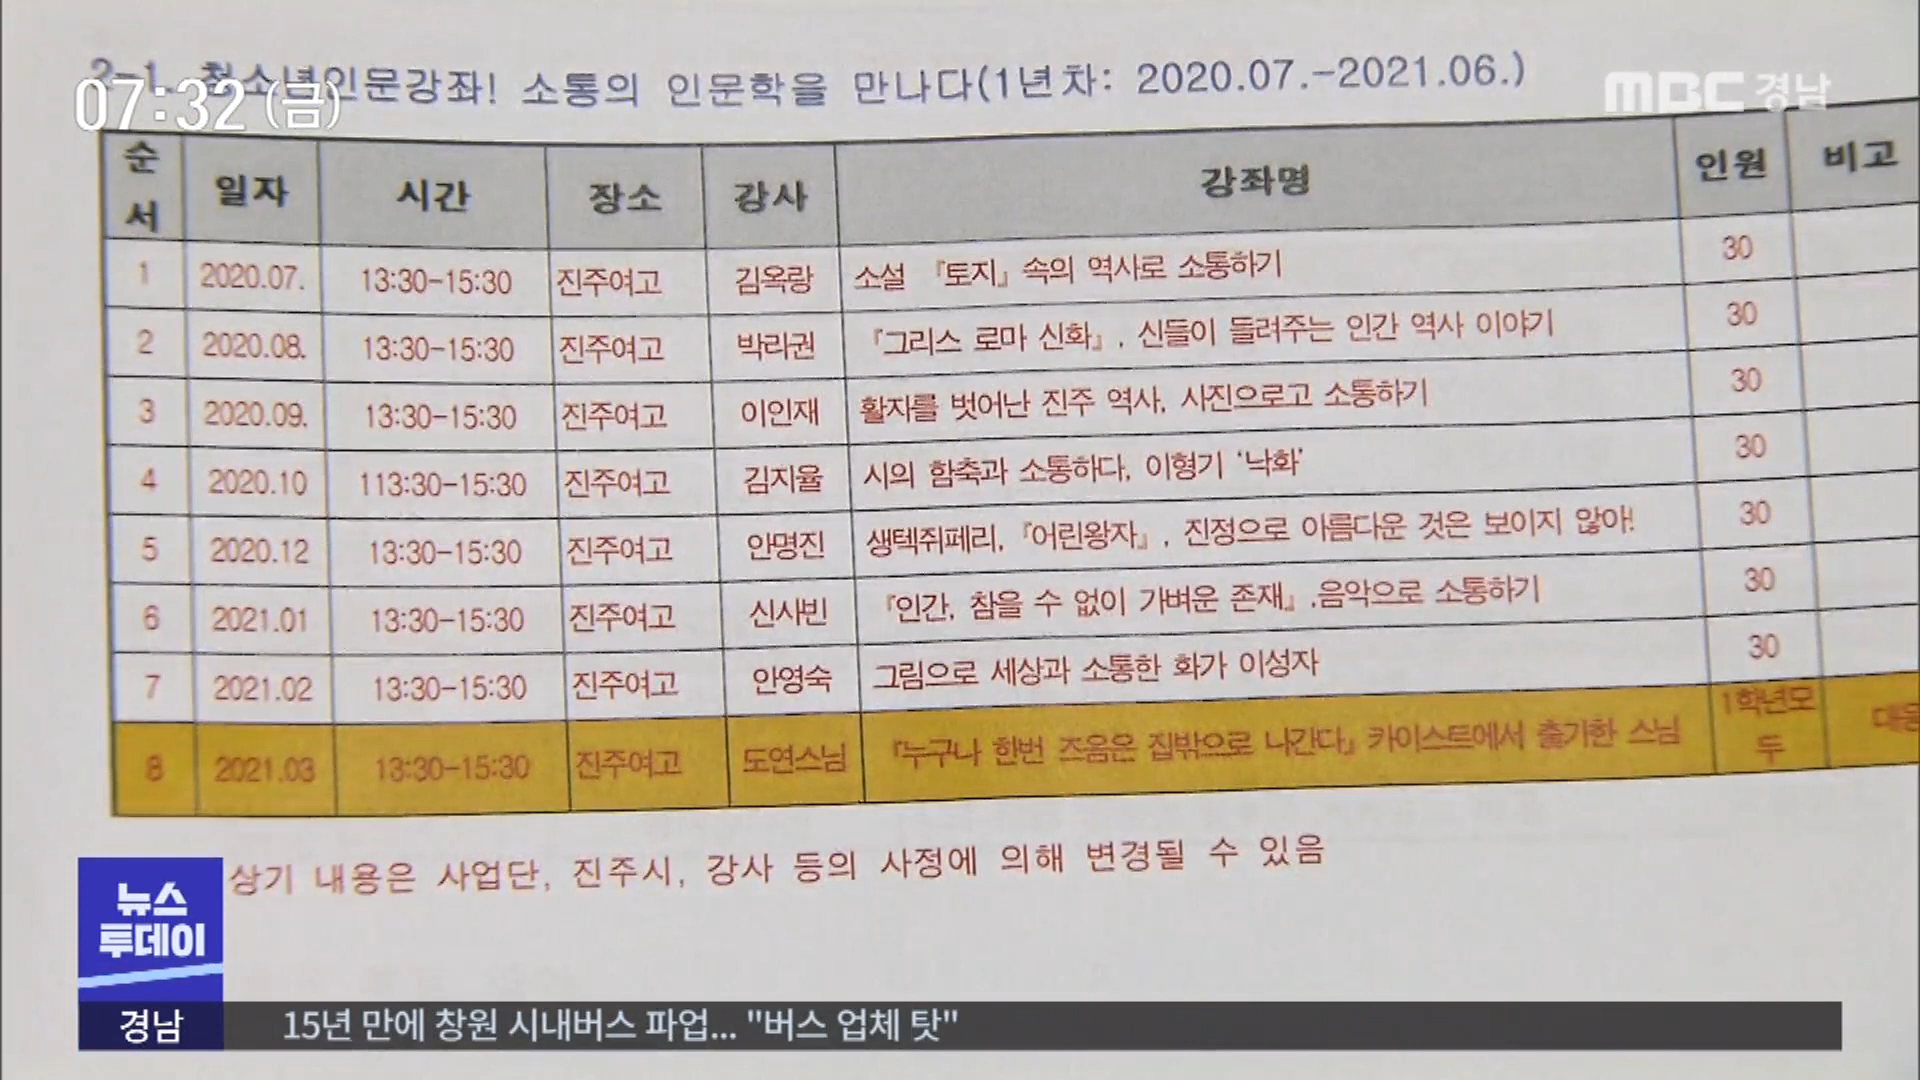 2-1. 청소년인문강좌! 소통의 인문학을 만나다(1년차: 2020.07.-2021.06.)
07:32 (금)
MBC 경남
순서 일자 시간 장소 강사 강좌명 인원 비고
1 2020.07. 13:30-15:30 진주여고 김옥랑 소설 『토지』 속의 역사로 소통하기 30
2 2020.08. 13:30-15:30 진주여고 박리권 『그리스 로마 신화』, 신들이 들려주는 인간 역사 이야기 30
3 2020.09. 13:30-15:30 진주여고 이인재 활자를 벗어난 진주 역사, 사진으로고 소통하기 30
4 2020.10 113:30-15:30 진주여고 김지율 시의 함축과 소통하다, 이형기 ‘낙화’ 30
5 2020.12 13:30-15:30 진주여고 안명진 생텍쥐페리, 『어린왕자』, 진정으로 아름다운 것은 보이지 않아! 30
6 2021.01 13:30-15:30 진주여고 신사빈 『인간, 참을 수 없이 가벼운 존재』,음악으로 소통하기 30
7 2021.02 13:30-15:30 진주여고 안영숙 그림으로 세상과 소통한 화가 이성자 30
8 2021.03 13:30-15:30 진주여고 도연스님 『누구나 한번 즈음은 집밖으로 나간다』 카이스트에서 출가한 스님 1학년모두
상기 내용은 사업단, 진주시, 강사 등의 사정에 의해 변경될 수 있음
뉴스
투데이
경남 15년 만에 창원 시내버스 파업... "버스 업체 탓"